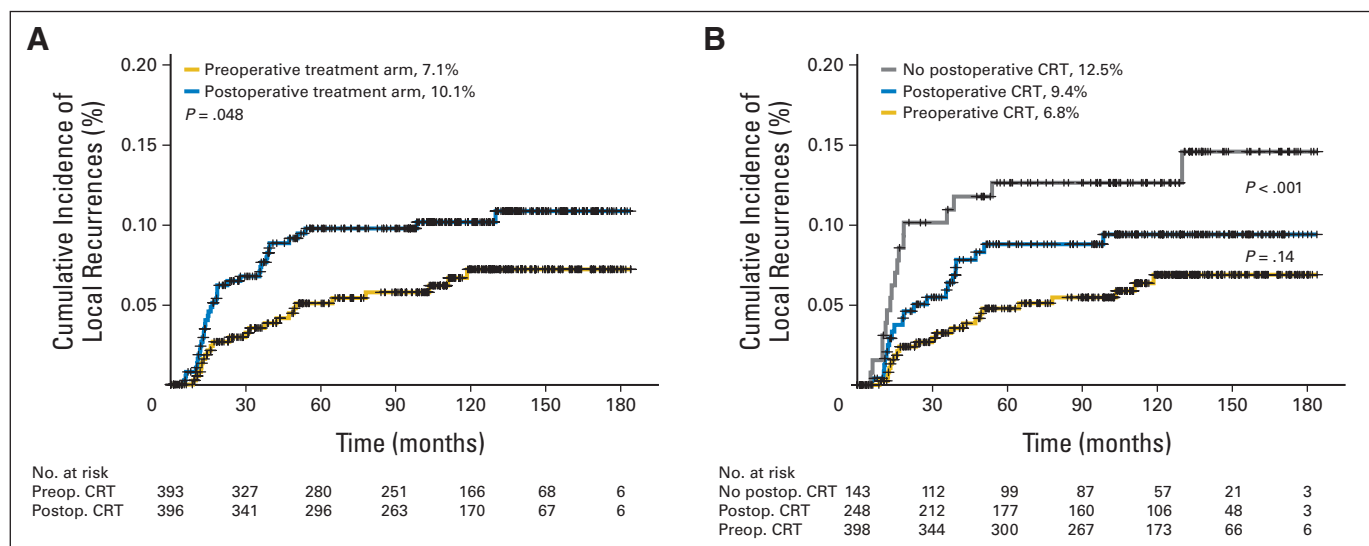 A
Cumulative Incidence of
Local Recurrences (%)
0.20
0.15
0.10
0.05
Preoperative treatment arm, 7.1%
Postoperative treatment arm, 10.1%
P = .048
0 30 60 90 120 150 180
Time (months)
No. at risk
Preop. CRT 393 327 280 251 166 68 6
Postop. CRT 396 341 296 263 170 67 6
B
Cumulative Incidence of
Local Recurrences (%)
0.20
0.15
0.10
0.05
No postoperative CRT, 12.5%
Postoperative CRT, 9.4%
Preoperative CRT, 6.8%
P < .001
P = .14
0 30 60 90 120 150 180
Time (months)
No. at risk
No postop. CRT 143 112 99 87 57 21 3
Postop. CRT 248 212 177 160 106 48 3
Preop. CRT 398 344 300 267 173 66 6